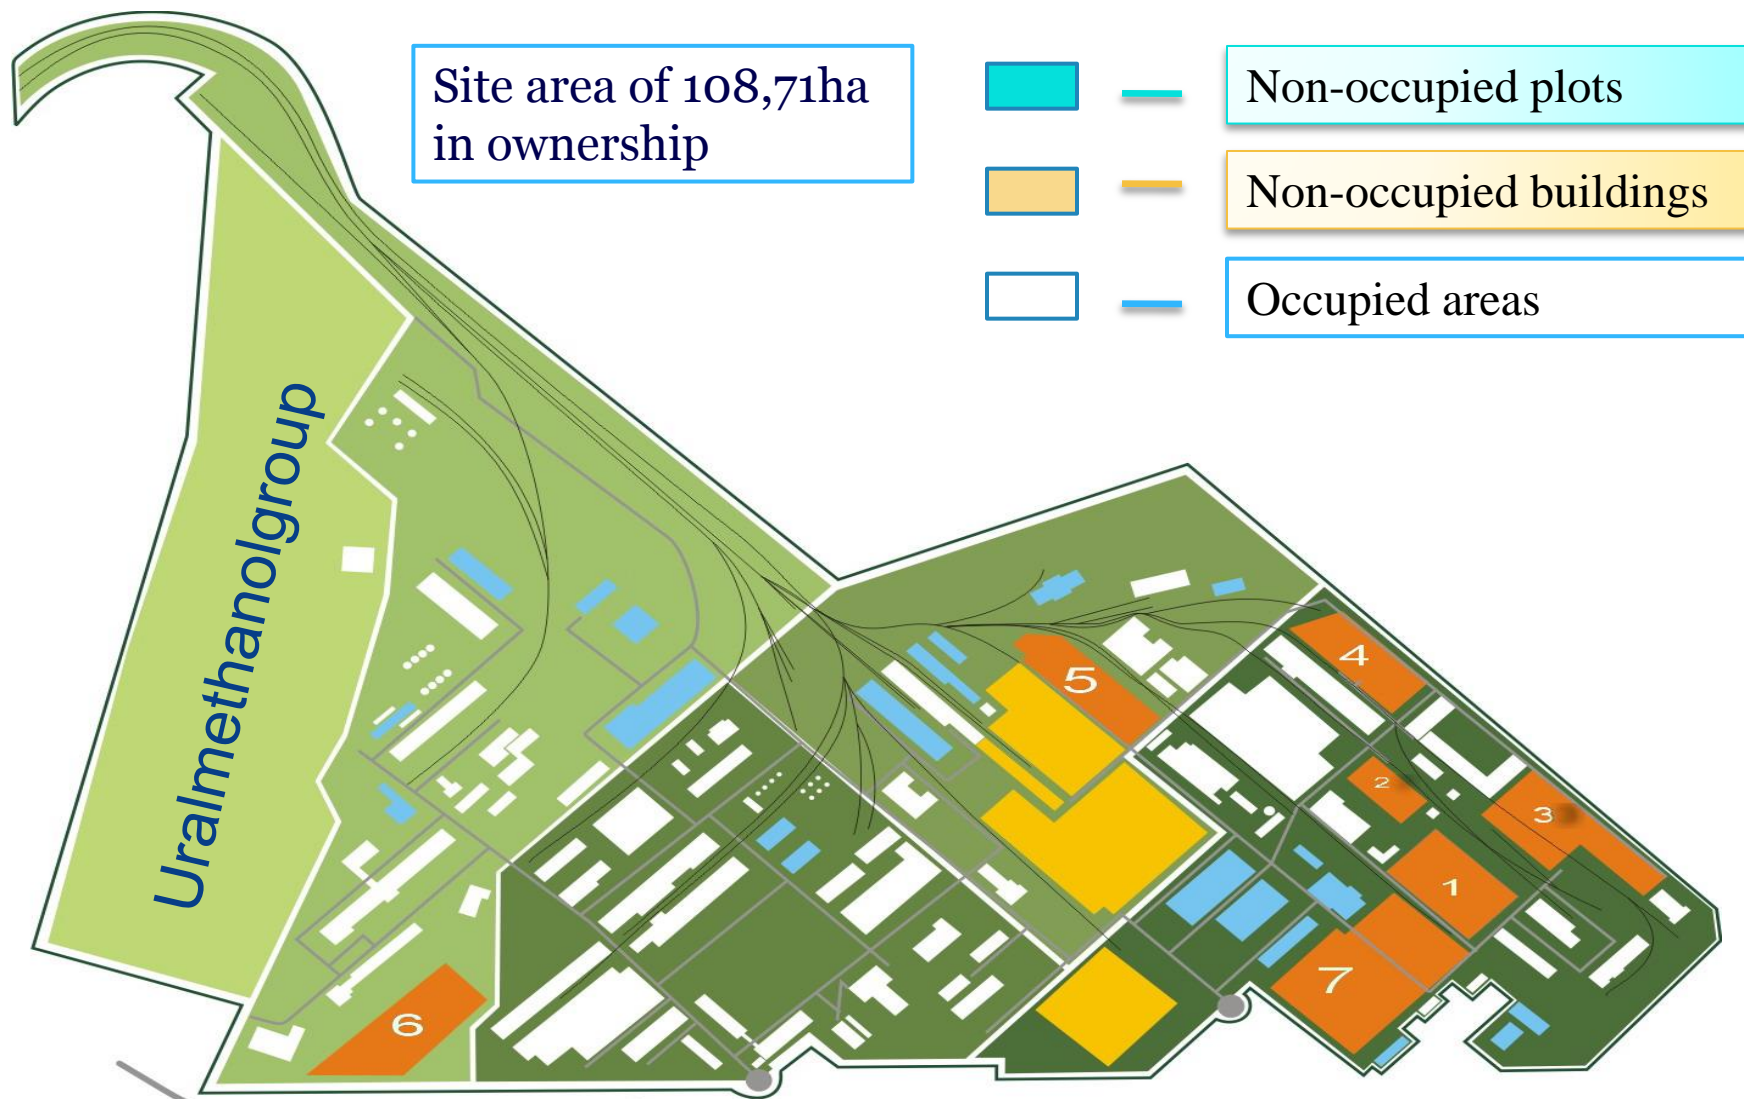 Site area of 108,71ha
in ownership
Non-occupied plots
Non-occupied buildings
Occupied areas
Uralmethanolgroup
4
5
2
3
1
7
6